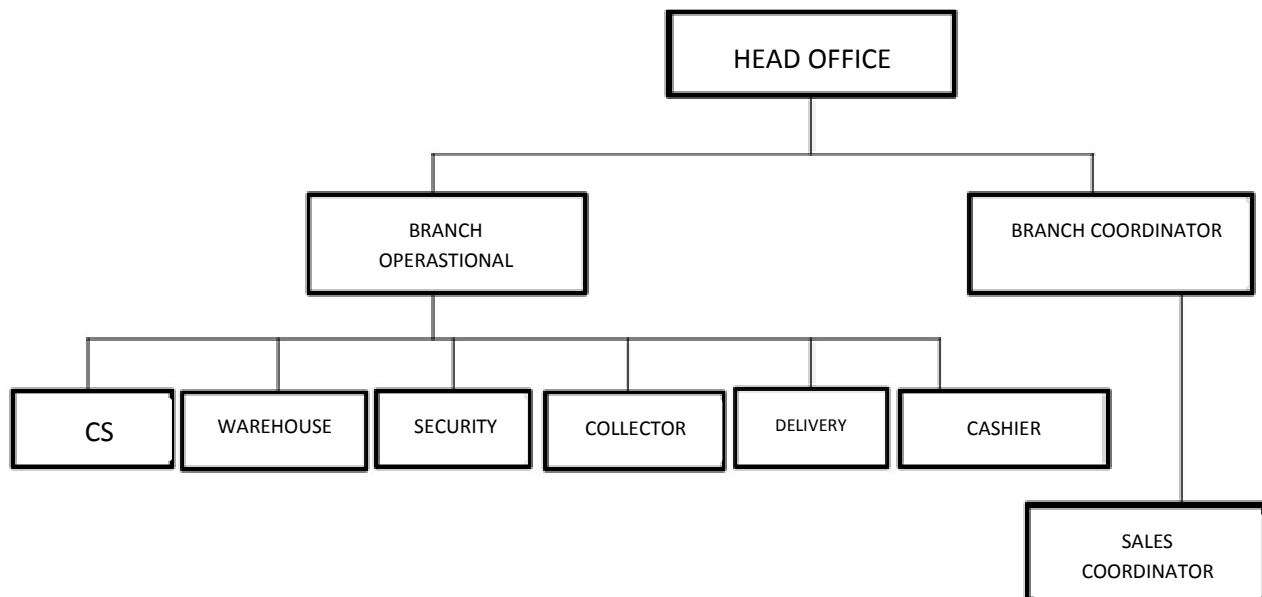 HEAD OFFICE
BRANCH
OPERASTIONAL
BRANCH COORDINATOR
CS
WAREHOUSE
SECURITY
COLLECTOR
DELIVERY
CASHIER
SALES
COORDINATOR